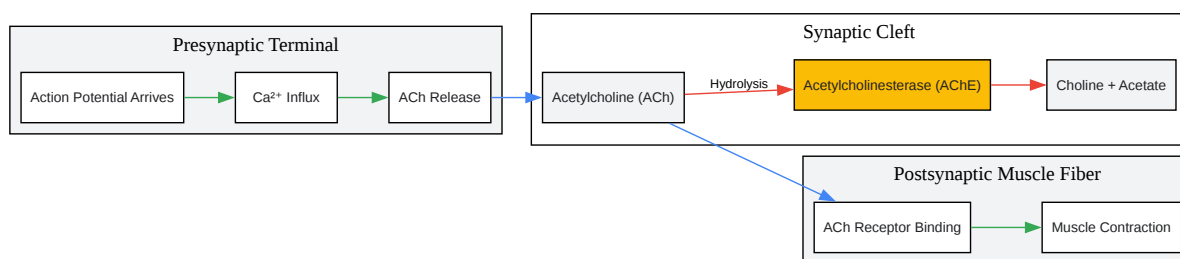 Presynaptic Terminal
Action Potential Arrives
Ca²⁺ Influx
ACh Release
Synaptic Cleft
Acetylcholine (ACh)
Hydrolysis
Acetylcholinesterase (AChE)
Choline + Acetate
Postsynaptic Muscle Fiber
ACh Receptor Binding
Muscle Contraction